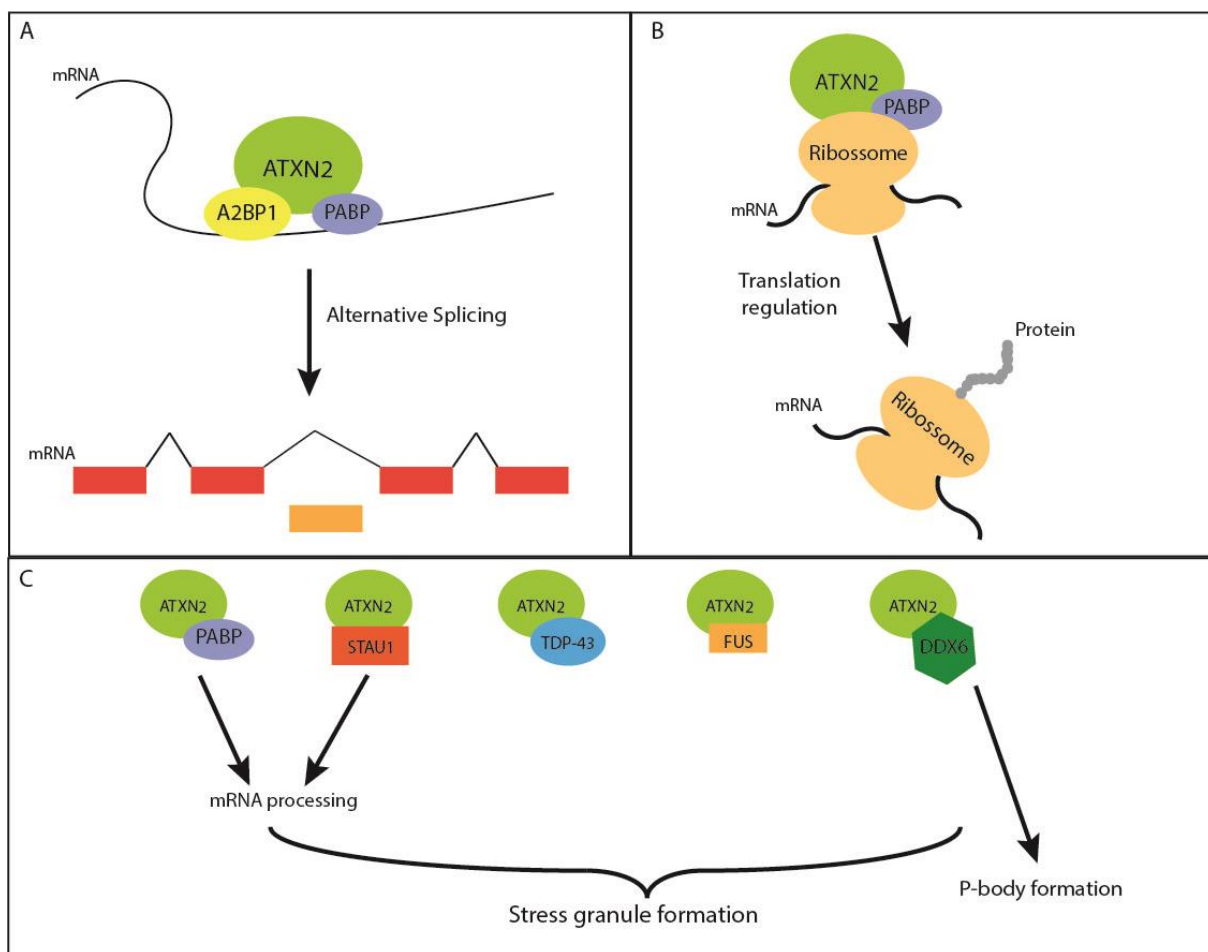 A
mRNA
ATXN2
A2BP1
PABP
Alternative Splicing
mRNA
B
ATXN2
PABP
Ribossome
mRNA
Translation
regulation
Protein
mRNA
Ribossome
C
ATXN2
PABP
ATXN2
STAU1
ATXN2
TDP-43
ATXN2
FUS
ATXN2
DDX6
mRNA processing
P-body formation
Stress granule formation